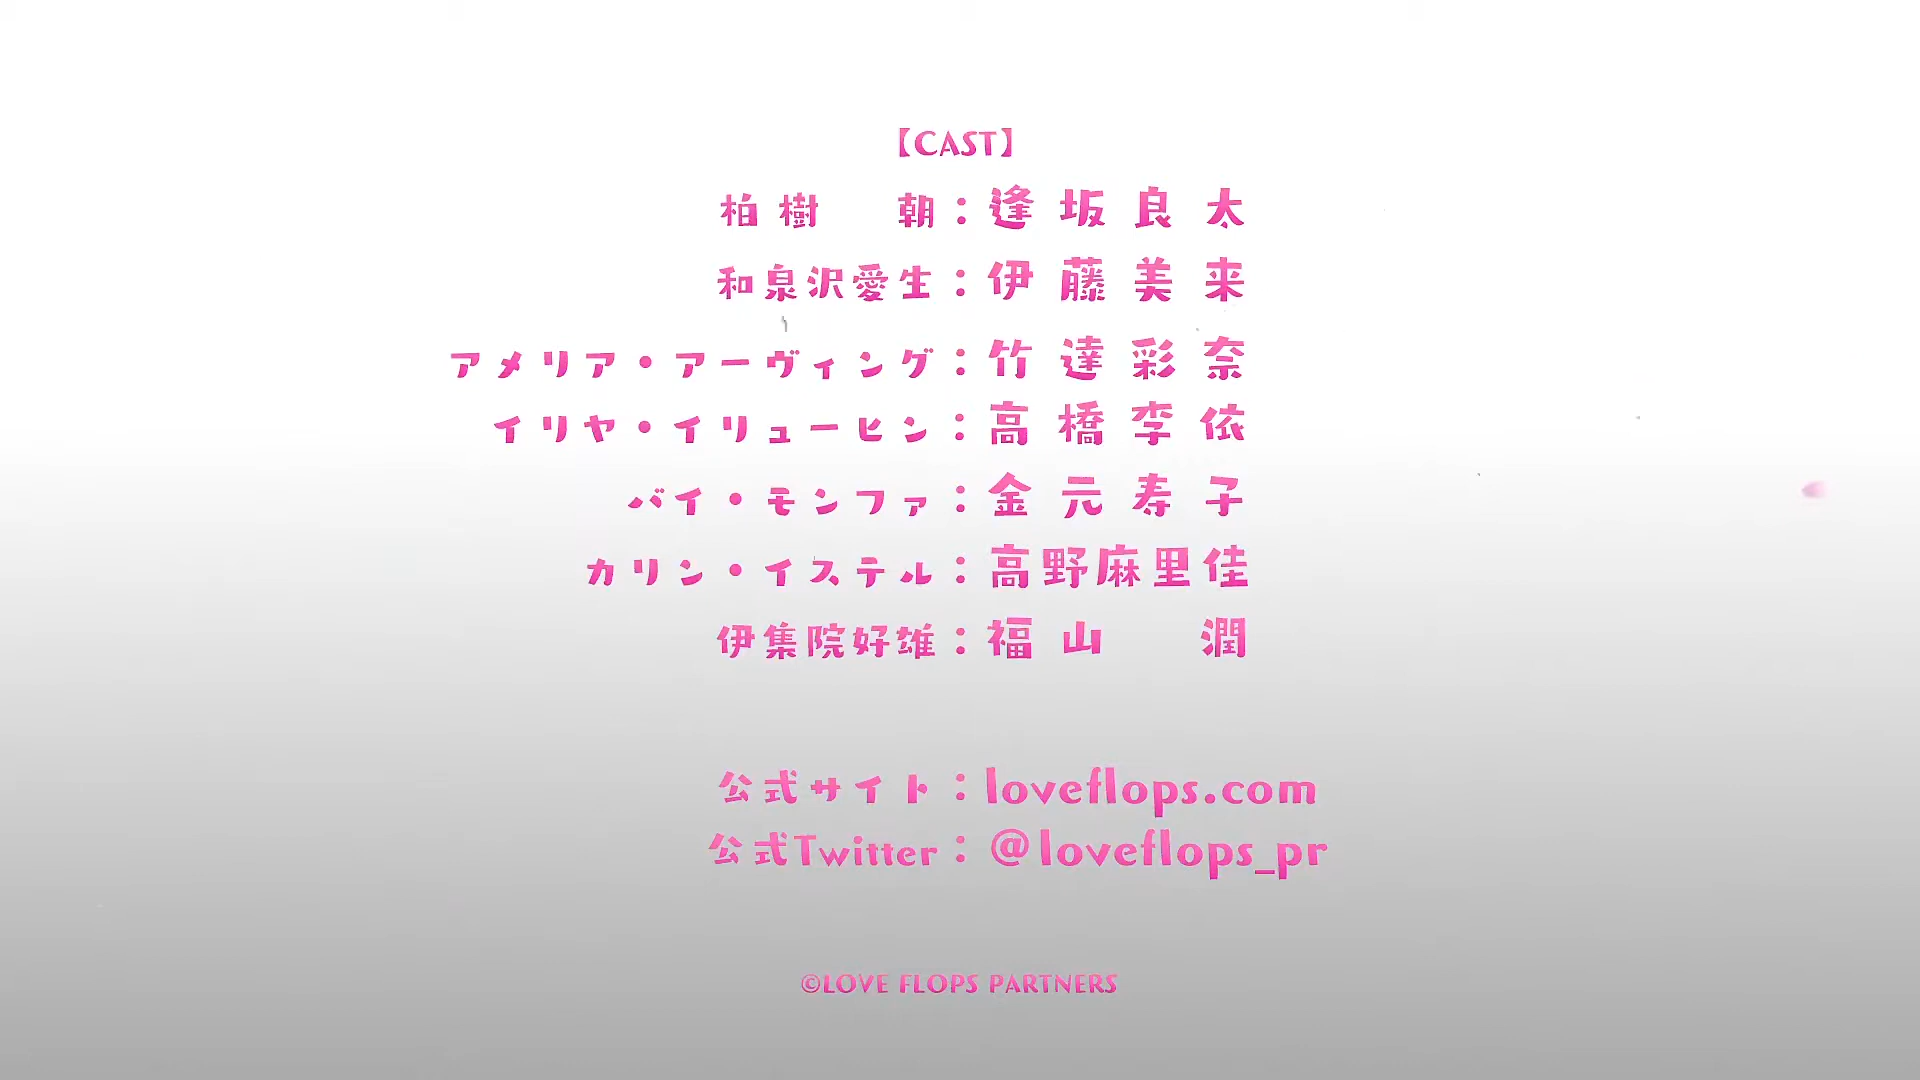 【CAST】
柏樹 朝：逢坂良太
和泉沢愛生：伊藤美来
アメリア・アーヴィング：竹達彩奈
イリヤ・イリューヒン：高橋李依
バイ・モンファ：金元寿子
カリン・イステル：高野麻里佳
伊集院好雄：福山 潤
公式サイト：loveflops.com
公式Twitter：@loveflops_pr
©LOVE FLOPS PARTNERS